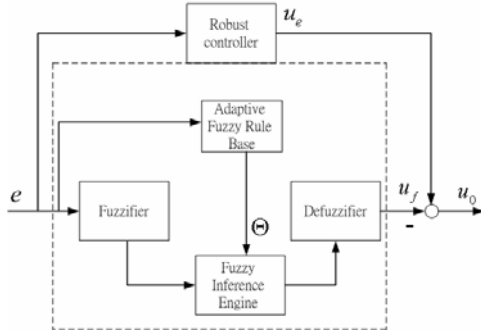 Robust
controller
u_e
Adaptive
Fuzzy Rule
Base
e
Fuzzifier
Θ
Defuzzifier
u_f
-
u_0
Fuzzy
Inference
Engine